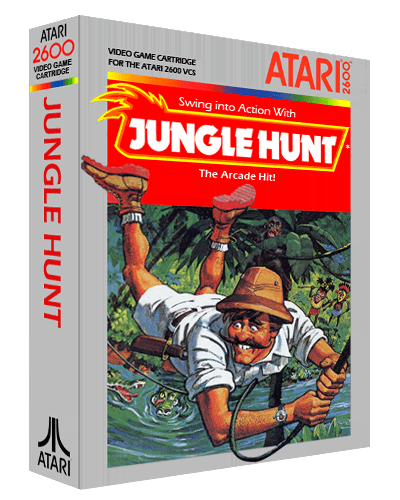 ATARI
2600
VIDEO GAME
CARTRIDGE
JUNGLE HUNT
ATARI
VIDEO GAME CARTRIDGE
FOR THE ATARI 2600 VCS
ATARI
2600
Swing into Action With
JUNGLE HUNT*
The Arcade Hit!